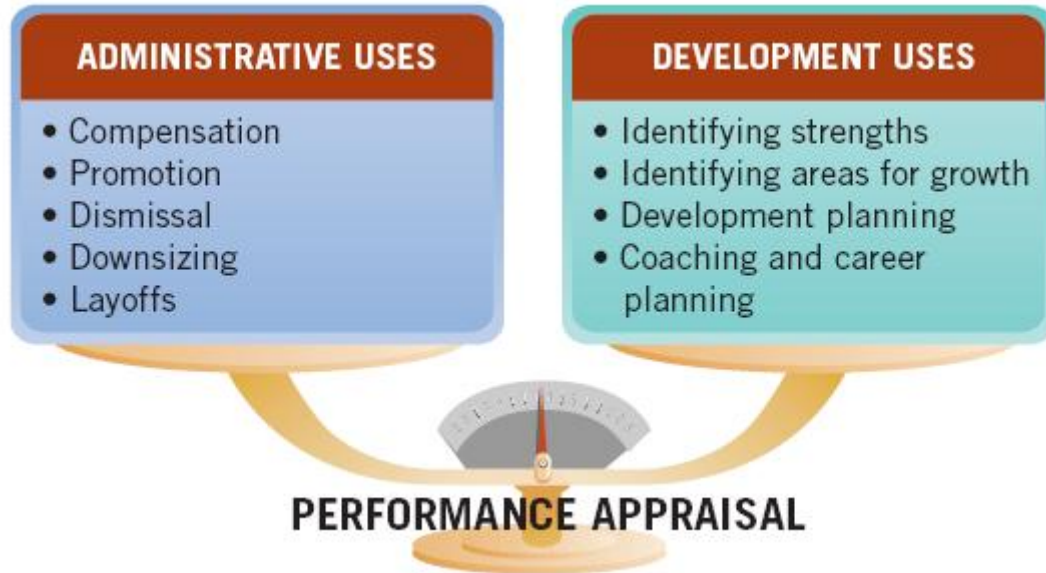 ADMINISTRATIVE USES
• Compensation
• Promotion
• Dismissal
• Downsizing
• Layoffs
DEVELOPMENT USES
• Identifying strengths
• Identifying areas for growth
• Development planning
• Coaching and career
planning
PERFORMANCE APPRAISAL